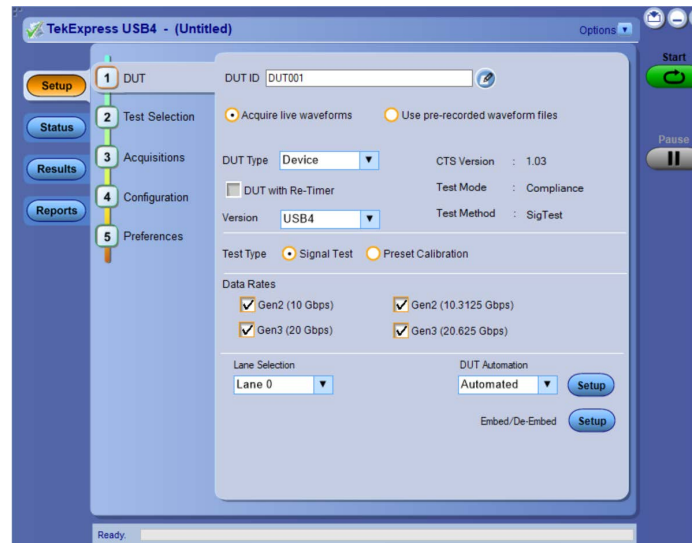 TekExpress USB4 - (Untitled)
Options
Start
Pause
Setup
Status
Results
Reports
1 DUT
2 Test Selection
3 Acquisitions
4 Configuration
5 Preferences
DUT ID DUT001
Acquire live waveforms Use pre-recorded waveform files
DUT Type Device CTS Version : 1.03
DUT with Re-Timer Test Mode : Compliance
Version USB4 Test Method : SigTest
Test Type Signal Test Preset Calibration
Data Rates
Gen2 (10 Gbps) Gen2 (10.3125 Gbps)
Gen3 (20 Gbps) Gen3 (20.625 Gbps)
Lane Selection DUT Automation
Lane 0 Automated Setup
Embed/De-Embed Setup
Ready.